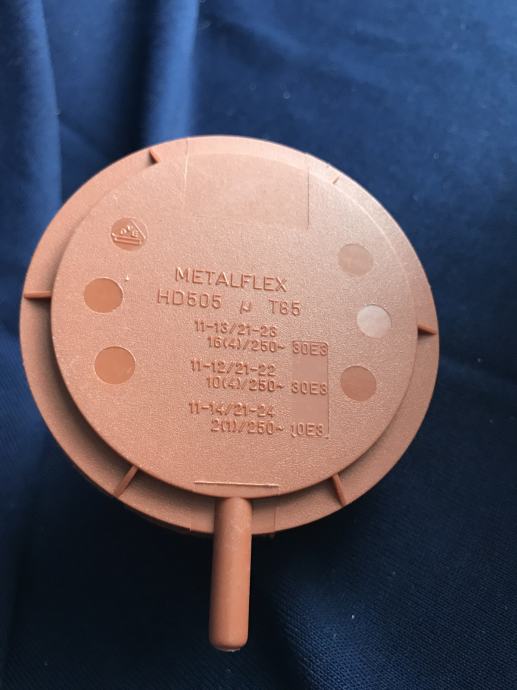 METALFLEX
HD505 µ T85
11-13/21-23
16(4)/250~ 30E3
11-12/21-22
10(4)/250~ 30E3
11-14/21-24
2(1)/250~ 10E3